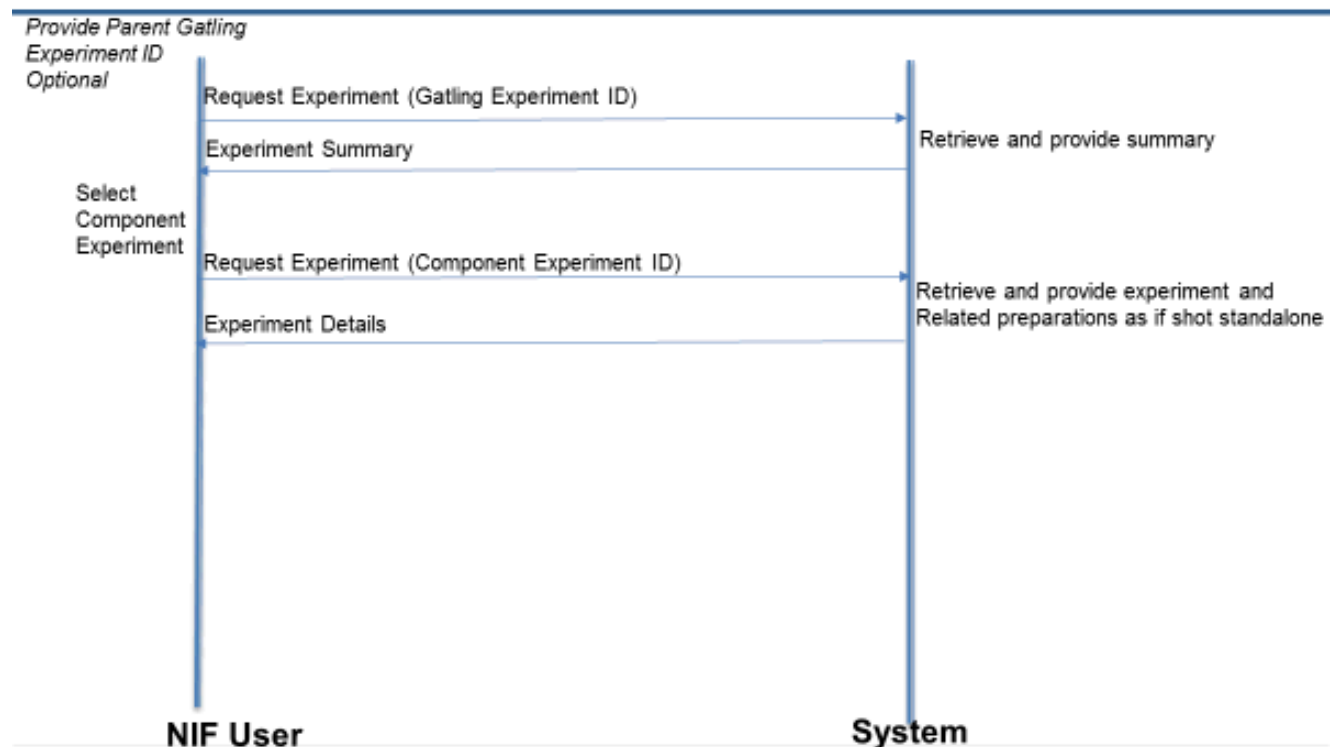 Provide Parent Gatling
Experiment ID
Optional
Request Experiment (Gatling Experiment ID)
Retrieve and provide summary
Experiment Summary
Select
Component
Experiment
Request Experiment (Component Experiment ID)
Retrieve and provide experiment and
Related preparations as if shot standalone
Experiment Details
NIF User
System